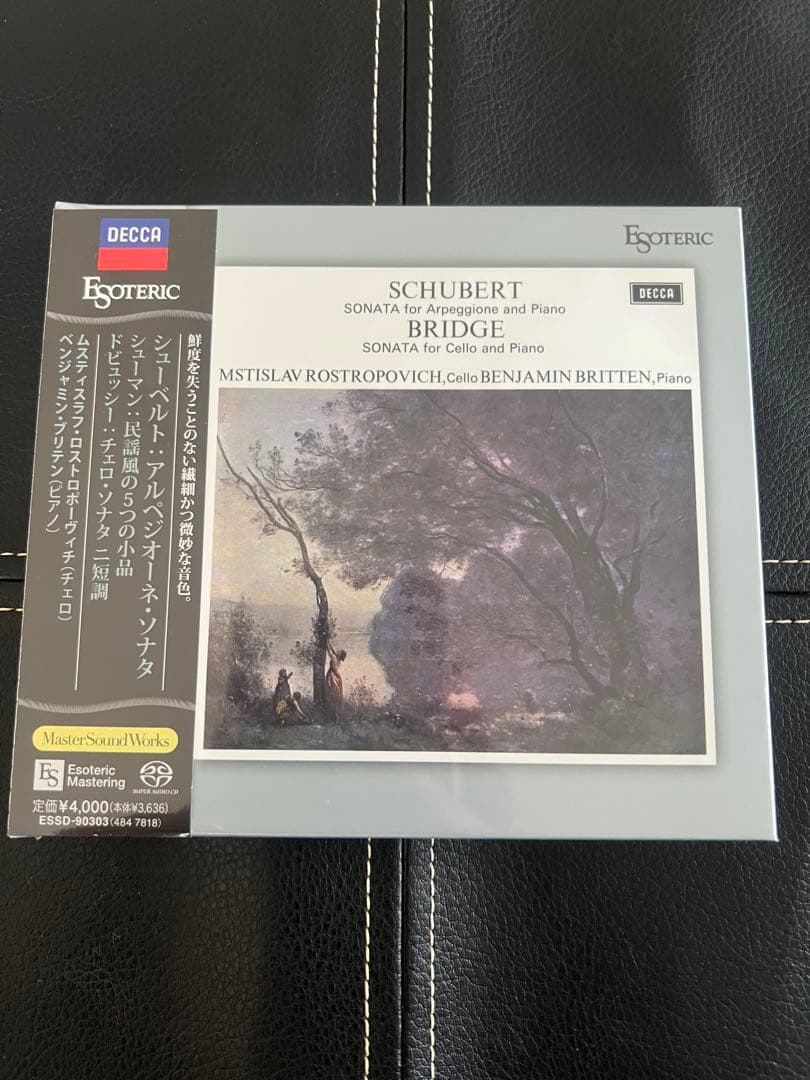 DECCA
ESOTERIC
鮮度を失うことのない繊細かつ微妙な音色。
シューベルト：アルペジオーネ・ソナタ
シューマン：民謡風の5つの小品
ドビュッシー：チェロ・ソナタ ニ短調
ムスティスラフ・ロストロポーヴィチ（チェロ）
ベンジャミン・ブリテン（ピアノ）
MasterSoundWorks
ES
Esoteric
Mastering
SUPER AUDIO CD
定価¥4,000（本体¥3,636）
ESSD-90303（484 7818）
ESOTERIC
SCHUBERT
SONATA for Arpeggione and Piano
BRIDGE
SONATA for Cello and Piano
DECCA
MSTISLAV ROSTROPOVICH, Cello BENJAMIN BRITTEN, Piano